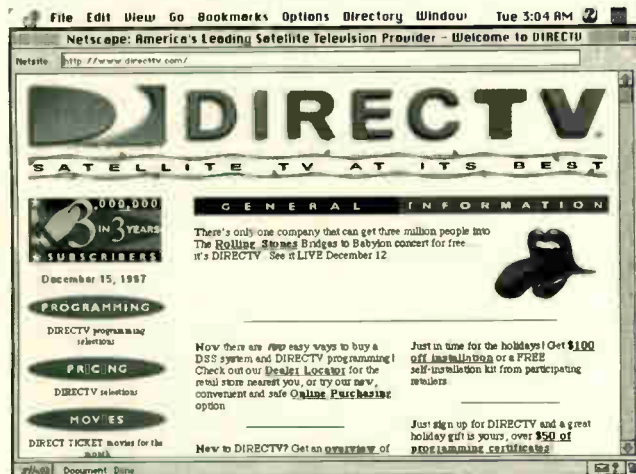 File Edit View Go Bookmarks Options Directory Window Tue 3:04 AM
Netscape: America's Leading Satellite Television Provider – Welcome to DIRECTV
Netsite: http://www.directv.com/
DIRECTV
SATELLITE TV AT ITS BEST
3,000,000
IN 3 YEARS
SUBSCRIBERS
December 15, 1997
PROGRAMMING
DIRECTV programming
selections
PRICING
DIRECTV selections
MOVIES
DIRECT TICKET movies for the
month
GENERAL INFORMATION
There's only one company that can get three million people into
The Rolling Stones Bridges to Babylon concert for free
it's DIRECTV. See it LIVE December 12
Now there are two easy ways to buy a
DSS system and DIRECTV programming!
Check out our Dealer Locator for the
retail store nearest you, or try our new,
convenient and safe Online Purchasing
option
New to DIRECTV? Get an overview of
Just in time for the holidays! Get $100
off installation or a FREE
self-installation kit from participating
retailers
Just sign up for DIRECTV and a great
holiday gift is yours, over $50 of
programming certificates
Document: Done